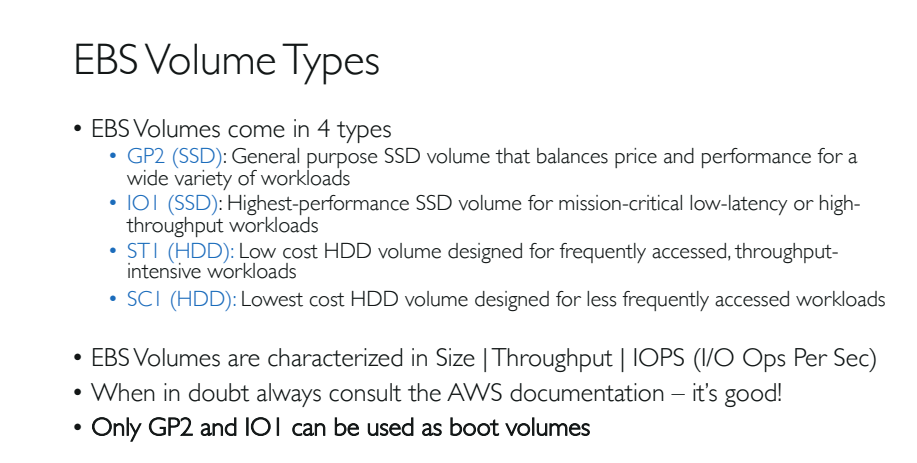 EBS Volume Types
• EBS Volumes come in 4 types
• GP2 (SSD): General purpose SSD volume that balances price and performance for a
wide variety of workloads
• IO1 (SSD): Highest-performance SSD volume for mission-critical low-latency or high-
throughput workloads
• ST1 (HDD): Low cost HDD volume designed for frequently accessed, throughput-
intensive workloads
• SC1 (HDD): Lowest cost HDD volume designed for less frequently accessed workloads
• EBS Volumes are characterized in Size | Throughput | IOPS (I/O Ops Per Sec)
• When in doubt always consult the AWS documentation – it's good!
• Only GP2 and IO1 can be used as boot volumes